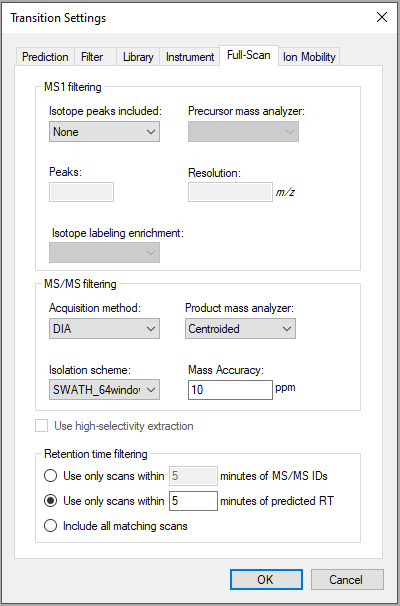 Transition Settings
Prediction Filter Library Instrument Full-Scan Ion Mobility
MS1 filtering
Isotope peaks included: Precursor mass analyzer:
None
Peaks: Resolution:
m/z
Isotope labeling enrichment:
MS/MS filtering
Acquisition method: Product mass analyzer:
DIA Centroided
Isolation scheme: Mass Accuracy:
SWATH_64window 10 ppm
Use high-selectivity extraction
Retention time filtering
Use only scans within 5 minutes of MS/MS IDs
Use only scans within 5 minutes of predicted RT
Include all matching scans
OK Cancel